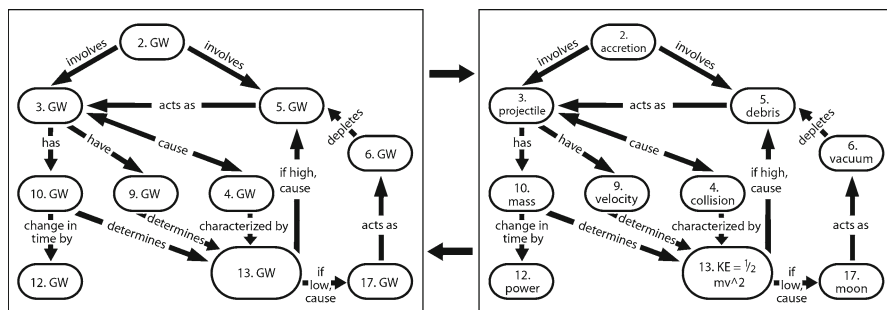 2. GW
involves
involves
3. GW
acts as
5. GW
has
have
cause
if high,
cause
depletes
6. GW
10. GW
9. GW
4. GW
change in
time by
determines
determines
characterized by
acts as
12. GW
13. GW
if
low,
cause
17. GW
2.
accretion
involves
involves
3.
projectile
acts as
5.
debris
has
have
cause
if high,
cause
depletes
6.
vacuum
10.
mass
9.
velocity
4.
collision
change in
time by
determines
determines
characterized by
acts as
12.
power
13. KE = 1/2
mv^2
if
low,
cause
17.
moon